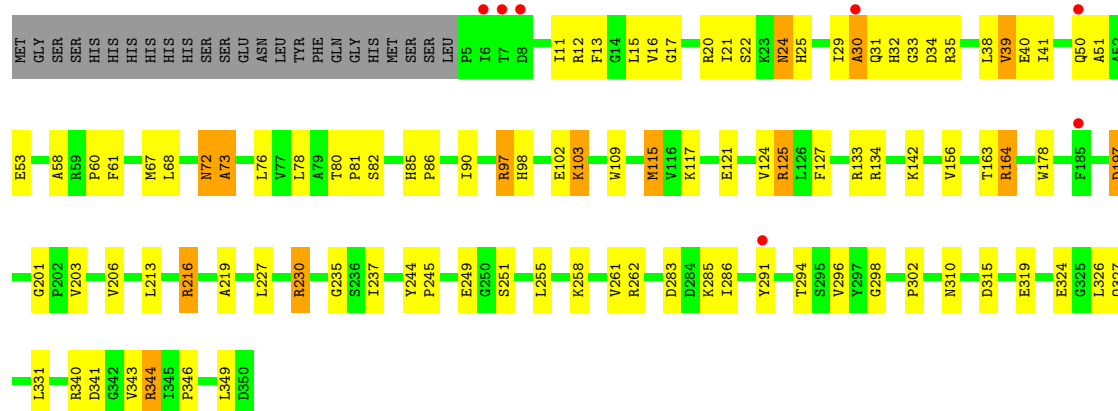 MET GLY SER SER HIS HIS HIS HIS HIS HIS SER SER GLU ASN LEU TYR PHE GLN GLY HIS MET SER SER LEU P5 I6 T7 D8 I11 R12 F13 G14 L15 V16 G17 R20 I21 S22 K23 N24 H25 I29 A30 Q31 H32 G33 D34 R35 L38 V39 E40 I41 Q50 A51 A52
E53 A58 R59 P60 F61 M67 L68 N72 A73 L76 V77 L78 A79 T80 P81 S82 H85 P86 I90 R97 H98 E102 K103 W109 M115 V116 K117 E121 V124 R125 L126 F127 R133 R134 K142 V156 T163 R164 W178 F185 D197
G201 P202 V203 V206 L213 R216 A219 L227 R230 G235 S236 I237 Y244 P245 E249 G250 S251 L255 K258 V261 R262 D283 D284 K285 I286 Y291 T294 S295 V296 Y297 G298 P302 N310 D315 E319 E324 G325 L326 Q327
L331 R340 D341 G342 V343 R344 I345 P346 L349 D350